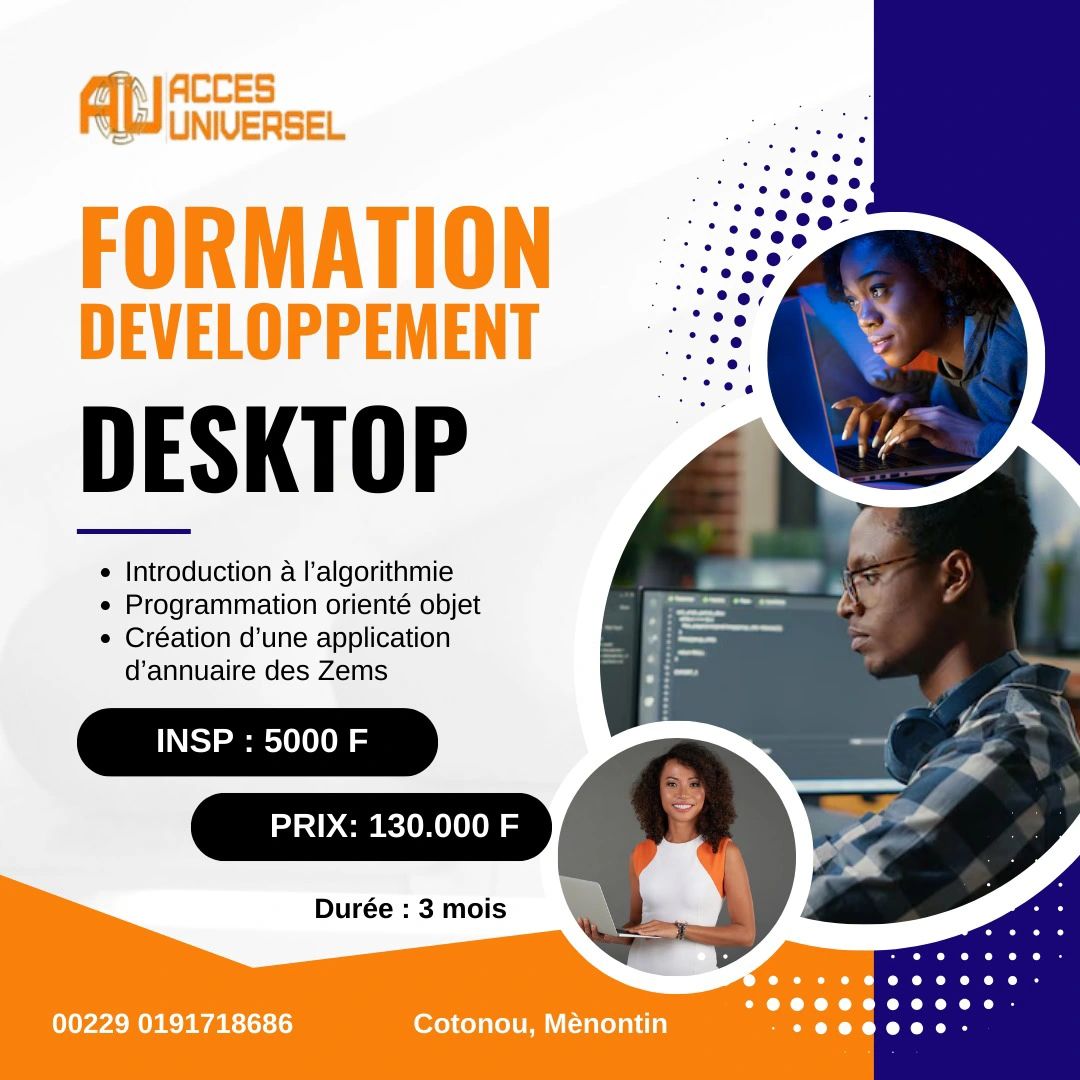 ACCES
UNIVERSEL
FORMATION
DEVELOPPEMENT
DESKTOP
• Introduction à l’algorithmie
• Programmation orienté objet
• Création d’une application
d’annuaire des Zems
INSP : 5000 F
PRIX: 130.000 F
Durée : 3 mois
00229 0191718686
Cotonou, Mènontin